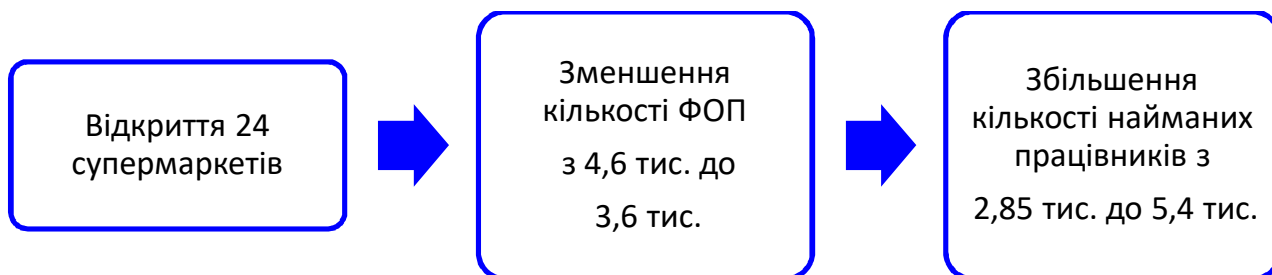 Відкриття 24
супермаркетів
Зменшення
кількості ФОП
з 4,6 тис. до
3,6 тис.
Збільшення
кількості найманих
працівників з
2,85 тис. до 5,4 тис.